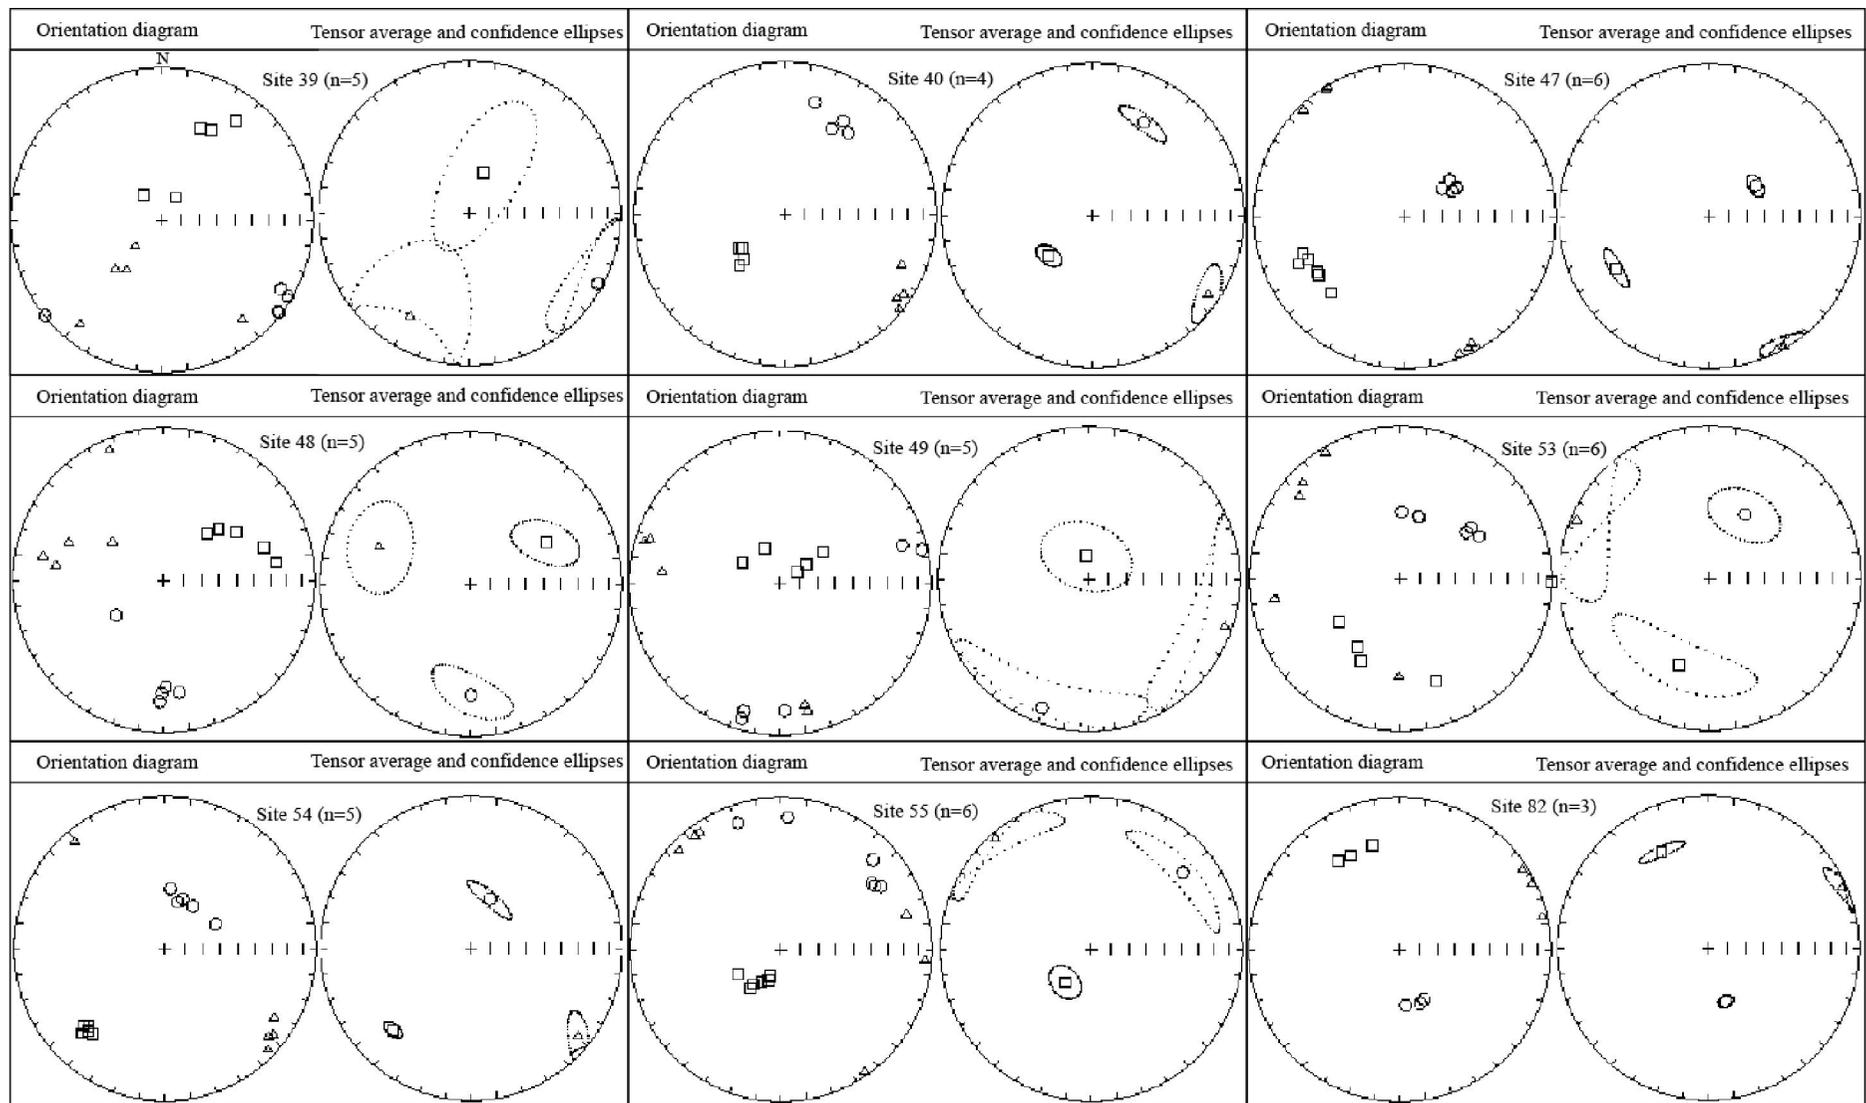 Orientation diagram
Tensor average and confidence ellipses
Orientation diagram
Tensor average and confidence ellipses
Orientation diagram
Tensor average and confidence ellipses
N
Site 39 (n=5)
Site 40 (n=4)
Site 47 (n=6)
Orientation diagram
Tensor average and confidence ellipses
Orientation diagram
Tensor average and confidence ellipses
Orientation diagram
Tensor average and confidence ellipses
Site 48 (n=5)
Site 49 (n=5)
Site 53 (n=6)
Orientation diagram
Tensor average and confidence ellipses
Orientation diagram
Tensor average and confidence ellipses
Orientation diagram
Tensor average and confidence ellipses
Site 54 (n=5)
Site 55 (n=6)
Site 82 (n=3)